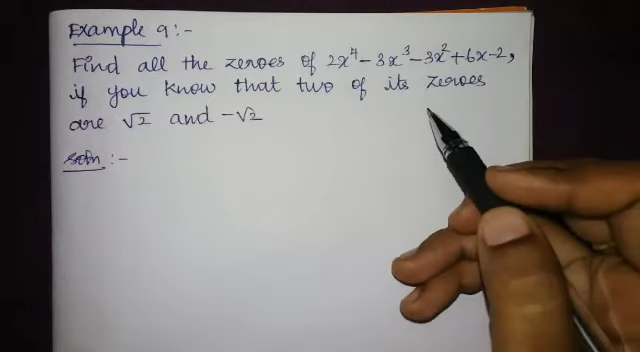 Example 9:-
Find all the zeroes of 2x⁴-3x³-3x²+6x-2,
if you know that two of its zeroes
are √2 and -√2
Soln :-